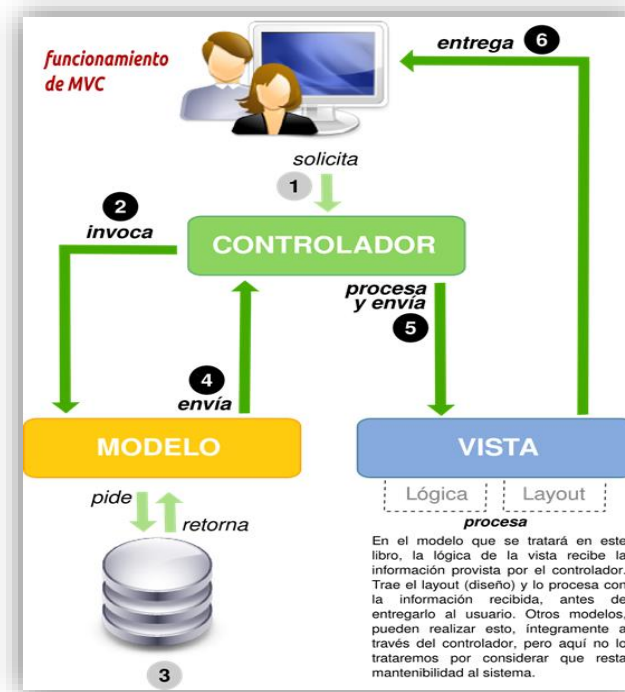 funcionamiento
de MVC
entrega 6
solicita
1
2
invoca
CONTROLADOR
procesa
y envía
5
4
envía
MODELO
VISTA
pide
retorna
3
Lógica
Layout
procesa
En el modelo que se tratará en este
libro, la lógica de la vista recibe la
información provista por el controlador.
Trae el layout (diseño) y lo procesa con
la información recibida, antes de
entregarlo al usuario. Otros modelos,
pueden realizar esto, íntegramente a
través del controlador, pero aquí no lo
trataremos por considerar que resta
mantenibilidad al sistema.